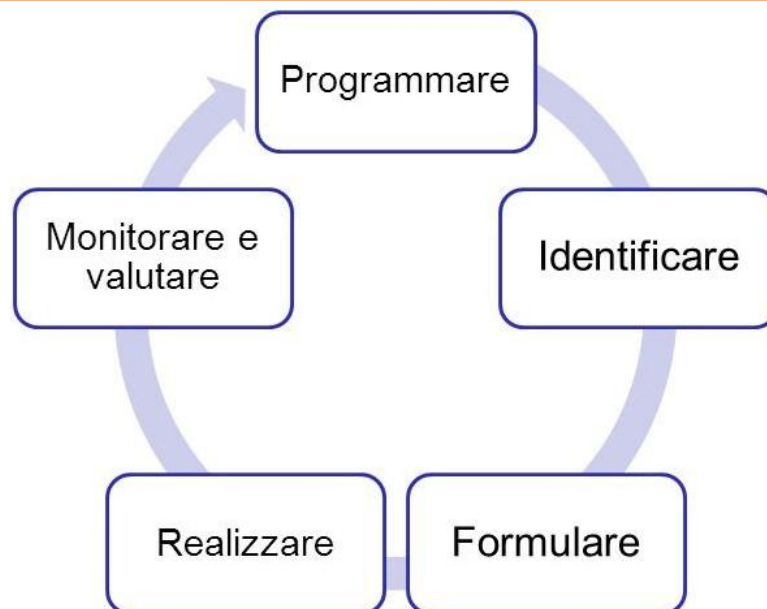 Programmare
Identificare
Formulare
Realizzare
Monitorare e
valutare